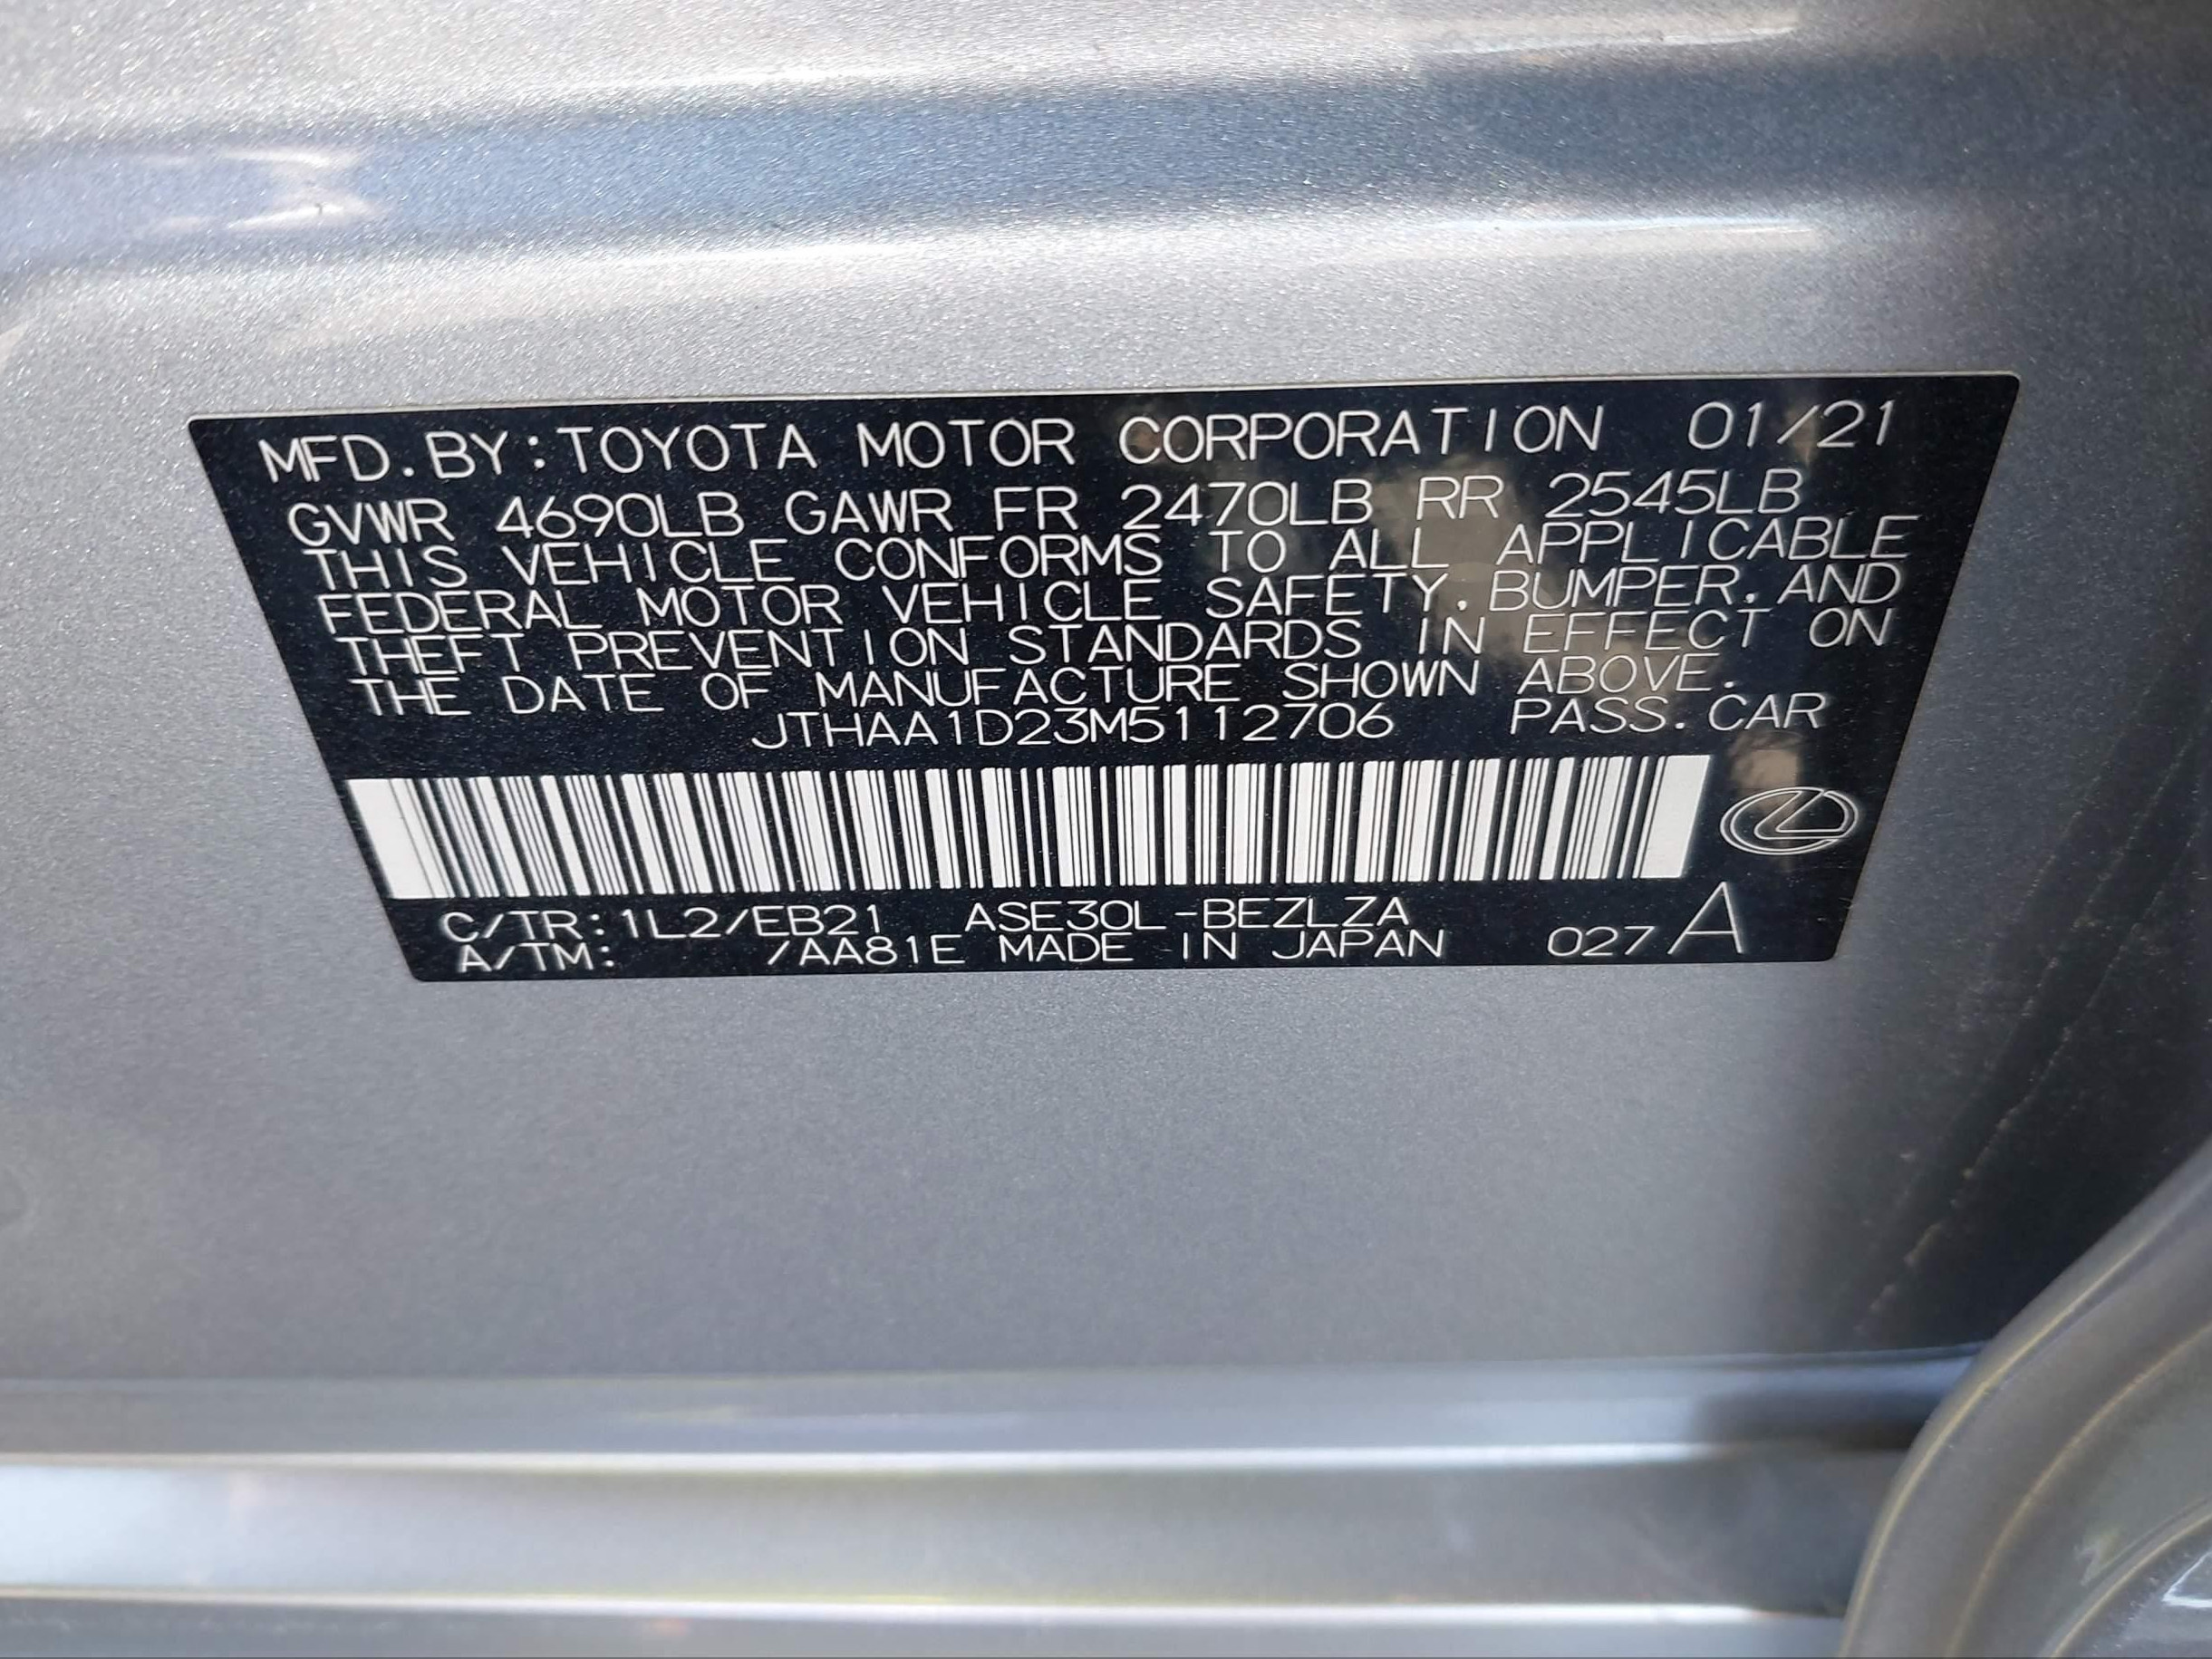 MFD.BY:TOYOTA MOTOR CORPORATION 01/21
GVWR 4690LB GAWR FR 2470LB RR 2545LB
THIS VEHICLE CONFORMS TO ALL APPLICABLE
FEDERAL MOTOR VEHICLE SAFETY, BUMPER, AND
THEFT PREVENTION STANDARDS IN EFFECT ON
THE DATE OF MANUFACTURE SHOWN ABOVE.
JTHAA1D23M5112706 PASS.CAR
C/TR:1L2/EB21 ASE30L-BEZLZA
A/TM: /AA81E MADE IN JAPAN 027 A